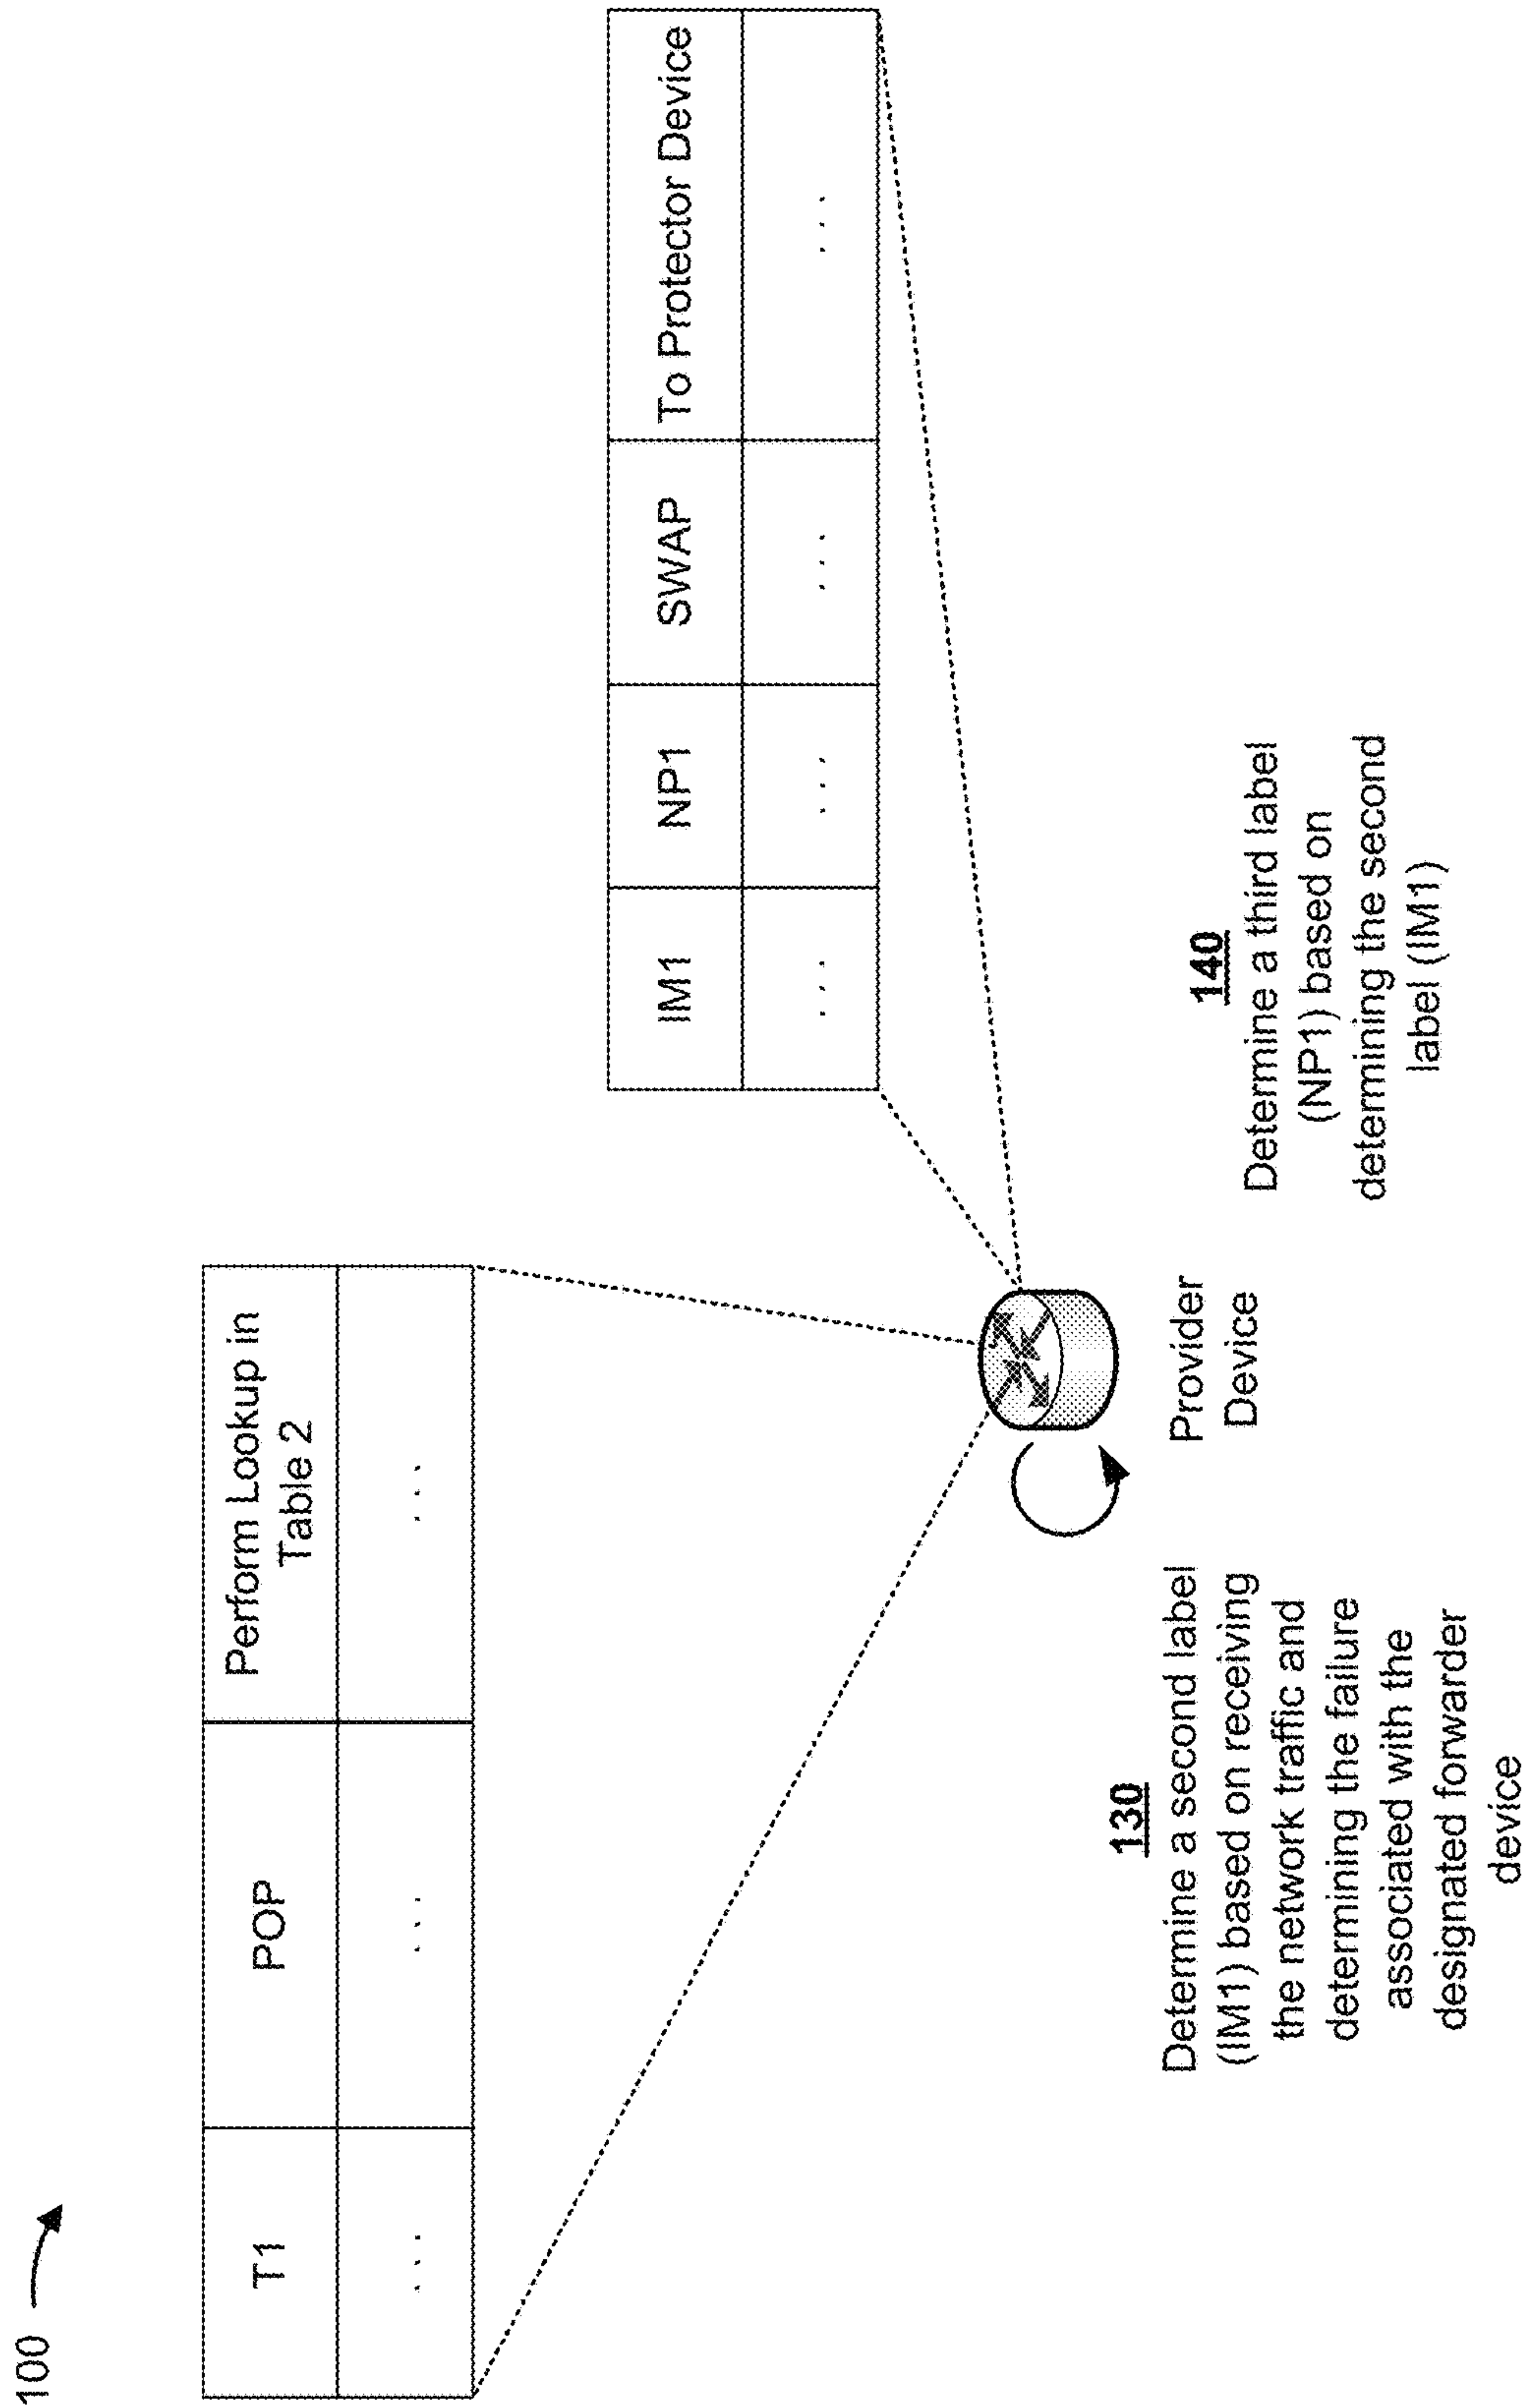 100
T1
POP
Perform Lookup in
Table 2
...
...
...
IM1
NP1
SWAP
To Protector Device
...
...
...
...
Provider
Device
130
Determine a second label
(IM1) based on receiving
the network traffic and
determining the failure
associated with the
designated forwarder
device
140
Determine a third label
(NP1) based on
determining the second
label (IM1)